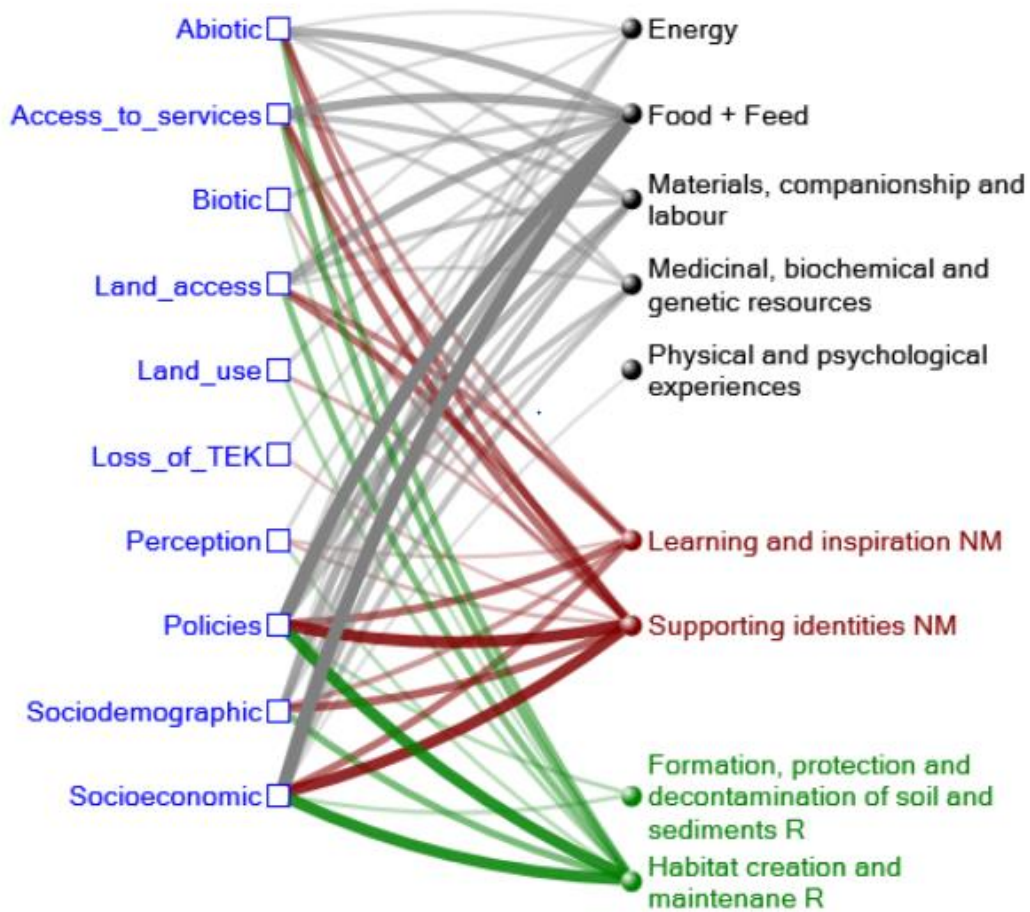 Abiotic
Access_to_services
Biotic
Land_access
Land_use
Loss_of_TEK
Perception
Policies
Sociodemographic
Socioeconomic
Energy
Food + Feed
Materials, companionship and
labour
Medicinal, biochemical and
genetic resources
Physical and psychological
experiences
Learning and inspiration NM
Supporting identities NM
Formation, protection and
decontamination of soil and
sediments R
Habitat creation and
maintenane R